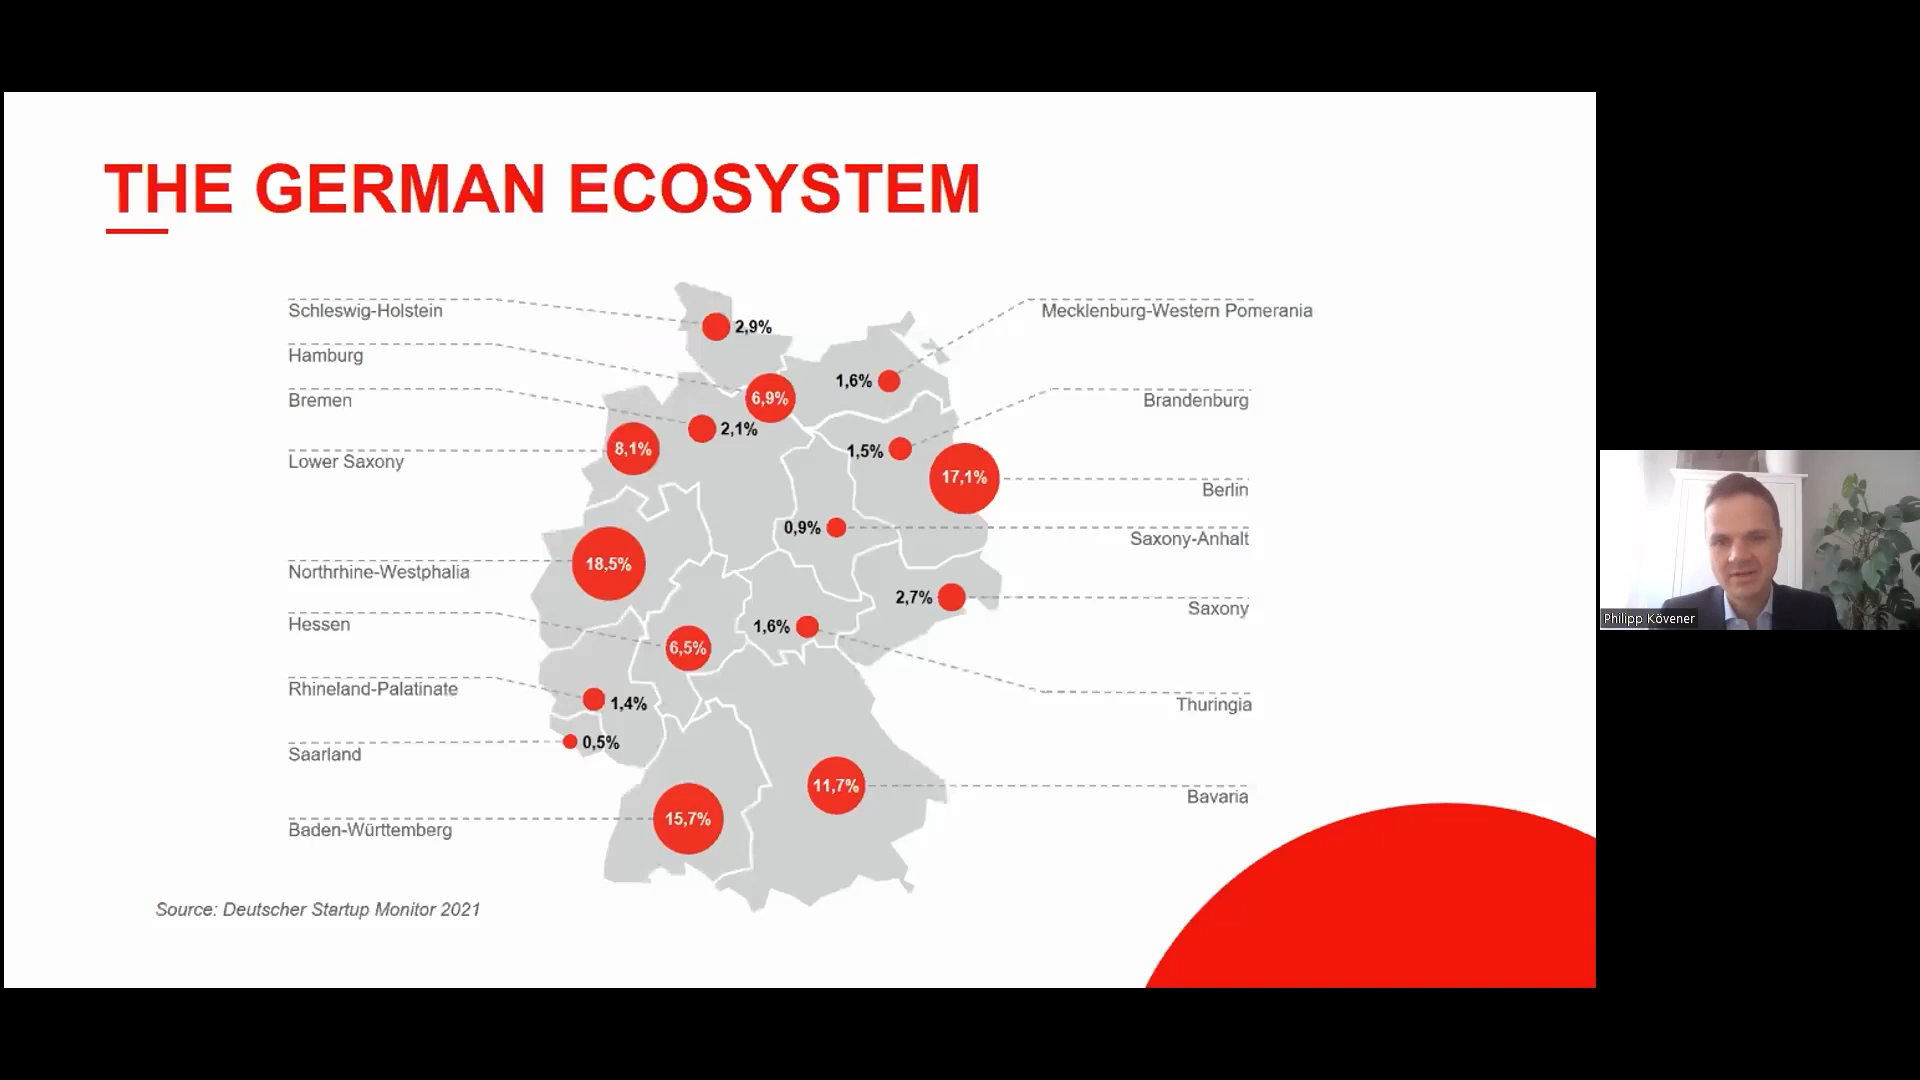 THE GERMAN ECOSYSTEM
Schleswig-Holstein
2,9%
Mecklenburg-Western Pomerania
Hamburg
6,9%
1,6%
Bremen
2,1%
Brandenburg
1,5%
Lower Saxony
8,1%
17,1%
Berlin
0,9%
Saxony-Anhalt
Northrhine-Westphalia
18,5%
2,7%
Saxony
Hessen
6,5%
1,6%
Thuringia
Rhineland-Palatinate
1,4%
Saarland
0,5%
11,7%
Bavaria
Baden-Württemberg
15,7%
Source: Deutscher Startup Monitor 2021
Philipp Kövener